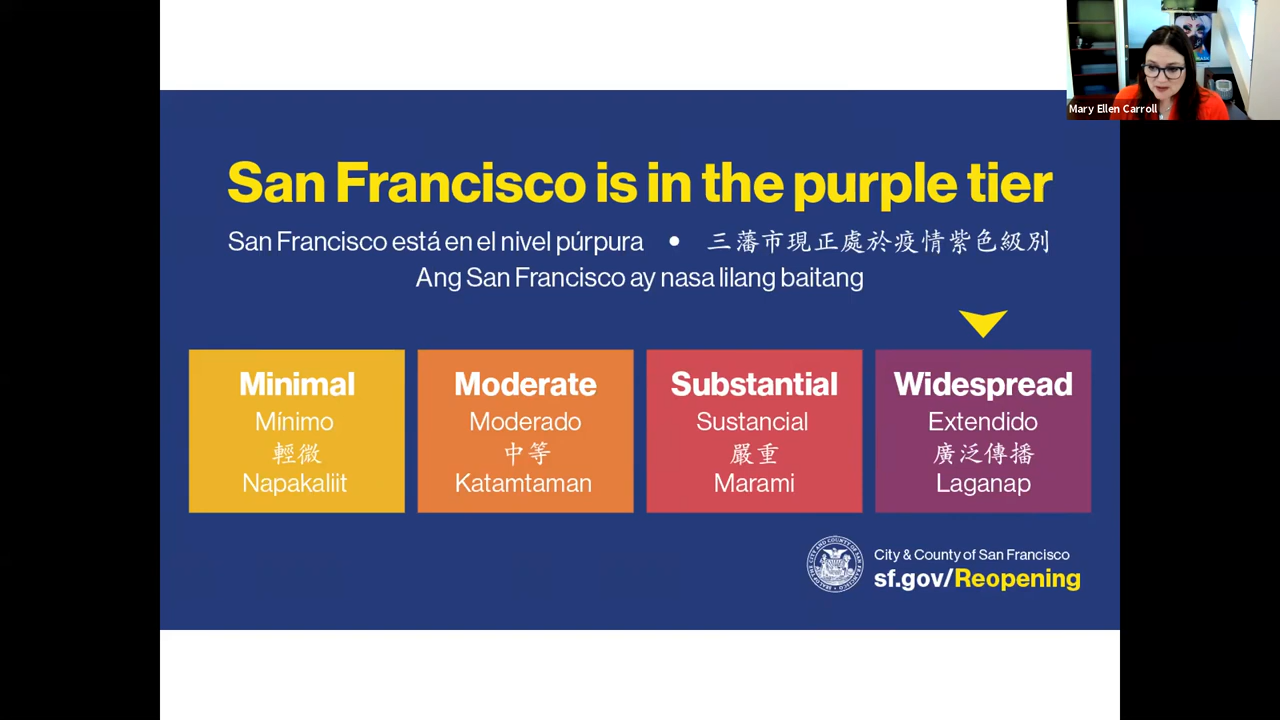 Mary Ellen Carroll
San Francisco is in the purple tier
San Francisco está en el nivel púrpura • 三藩市現正處於疫情紫色級別
Ang San Francisco ay nasa lilang baitang
Minimal
Mínimo
輕微
Napakaliit
Moderate
Moderado
中等
Katamtaman
Substantial
Sustancial
嚴重
Marami
Widespread
Extendido
廣泛傳播
Laganap
City & County of San Francisco
sf.gov/Reopening